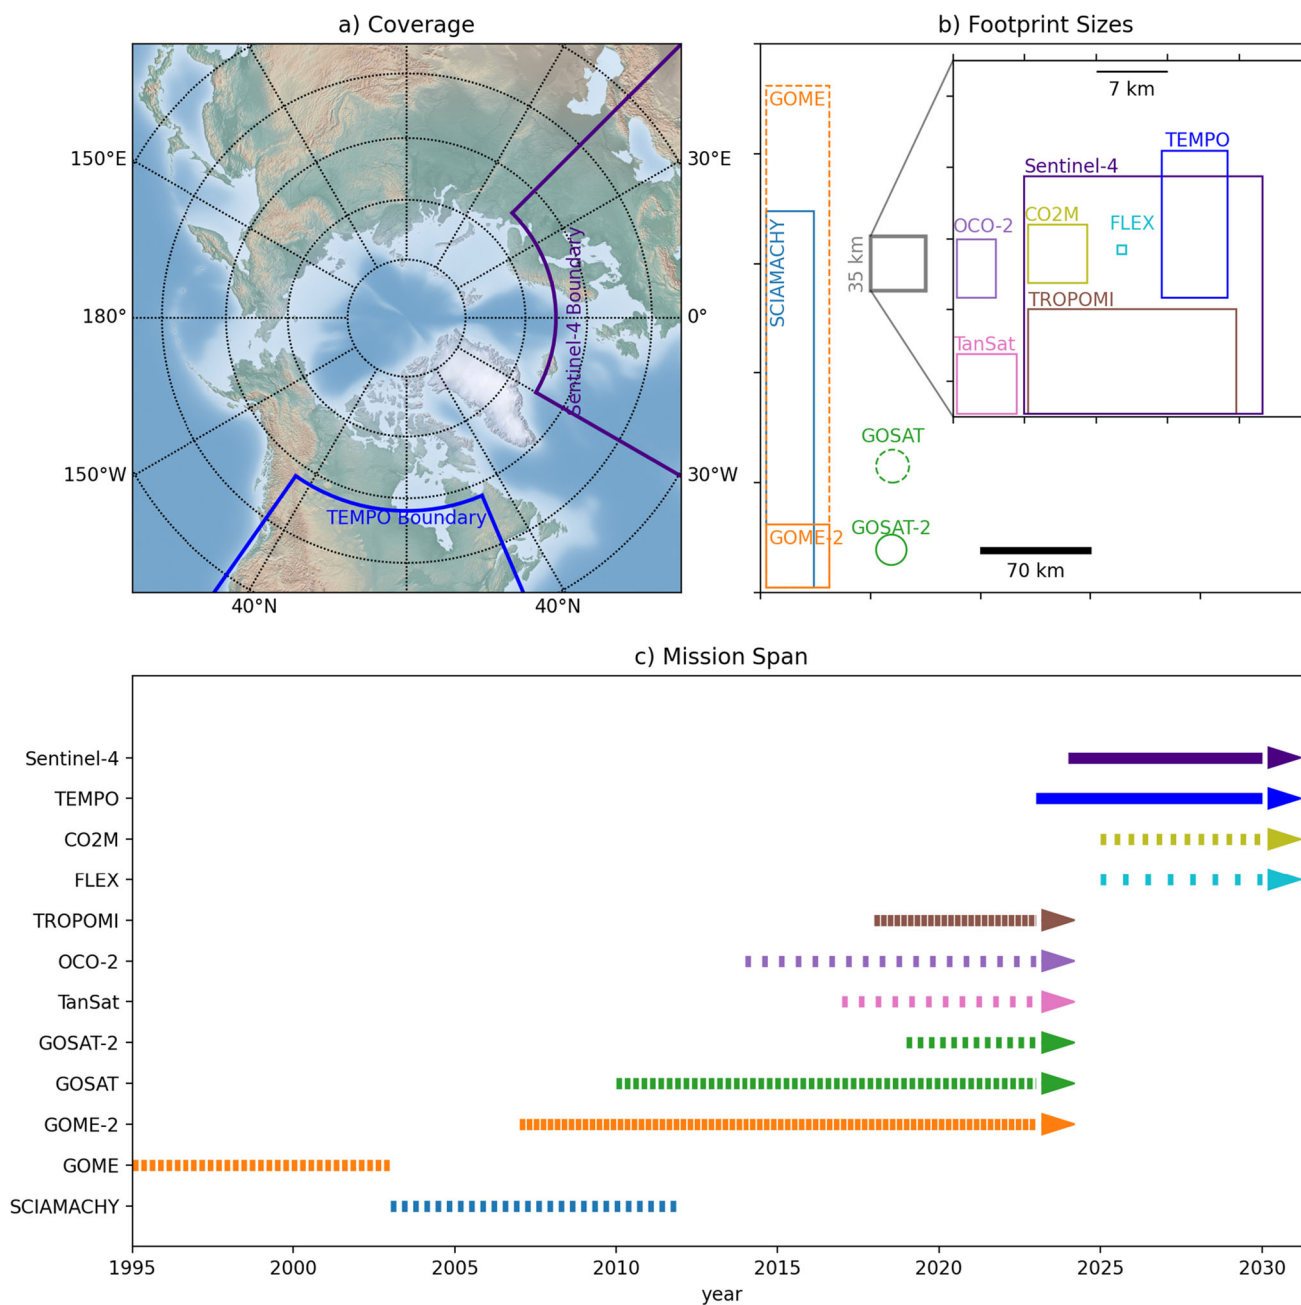 a) Coverage
150°E
180°
150°W
30°E
0°
30°W
40°N
40°N
Sentinel-4 Boundary
TEMPO Boundary
b) Footprint Sizes
GOME
SCIAMACHY
GOME-2
35 km
GOSAT
GOSAT-2
70 km
7 km
TEMPO
Sentinel-4
OCO-2
CO2M
FLEX
TROPOMI
TanSat
c) Mission Span
Sentinel-4
TEMPO
CO2M
FLEX
TROPOMI
OCO-2
TanSat
GOSAT-2
GOSAT
GOME-2
GOME
SCIAMACHY
1995 2000 2005 2010 2015 2020 2025 2030
year